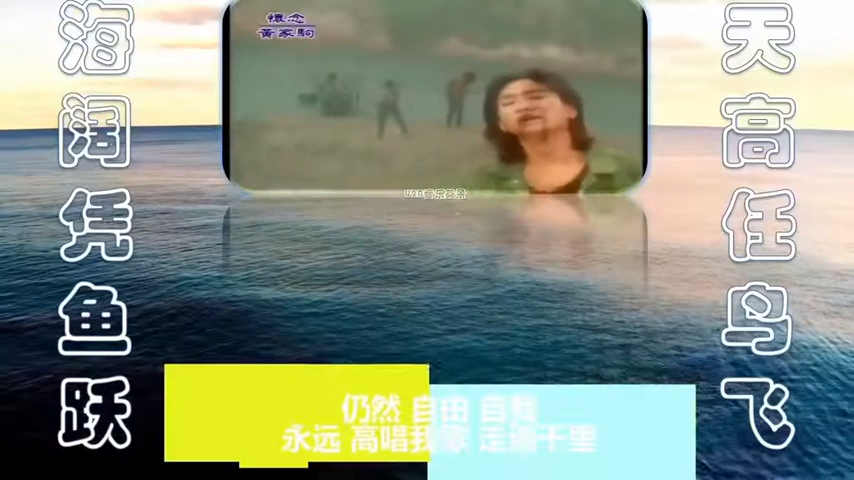 懷念
黃家駒
海阔凭鱼跃
天高任鸟飞
仍然 自由 自我
永远 高唱我歌 走遍千里